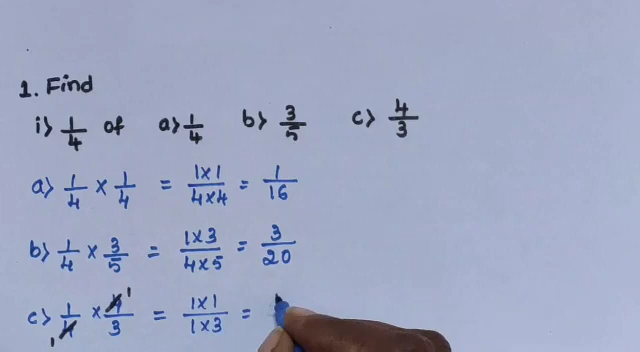 1. Find
i) 1/4 of a) 1/4 b) 3/5 c) 4/3
a) 1/4 × 1/4 = 1×1/4×4 = 1/16
b) 1/4 × 3/5 = 1×3/4×5 = 3/20
c) 1/4 1 × 4/3 1 = 1×1/1×3 =